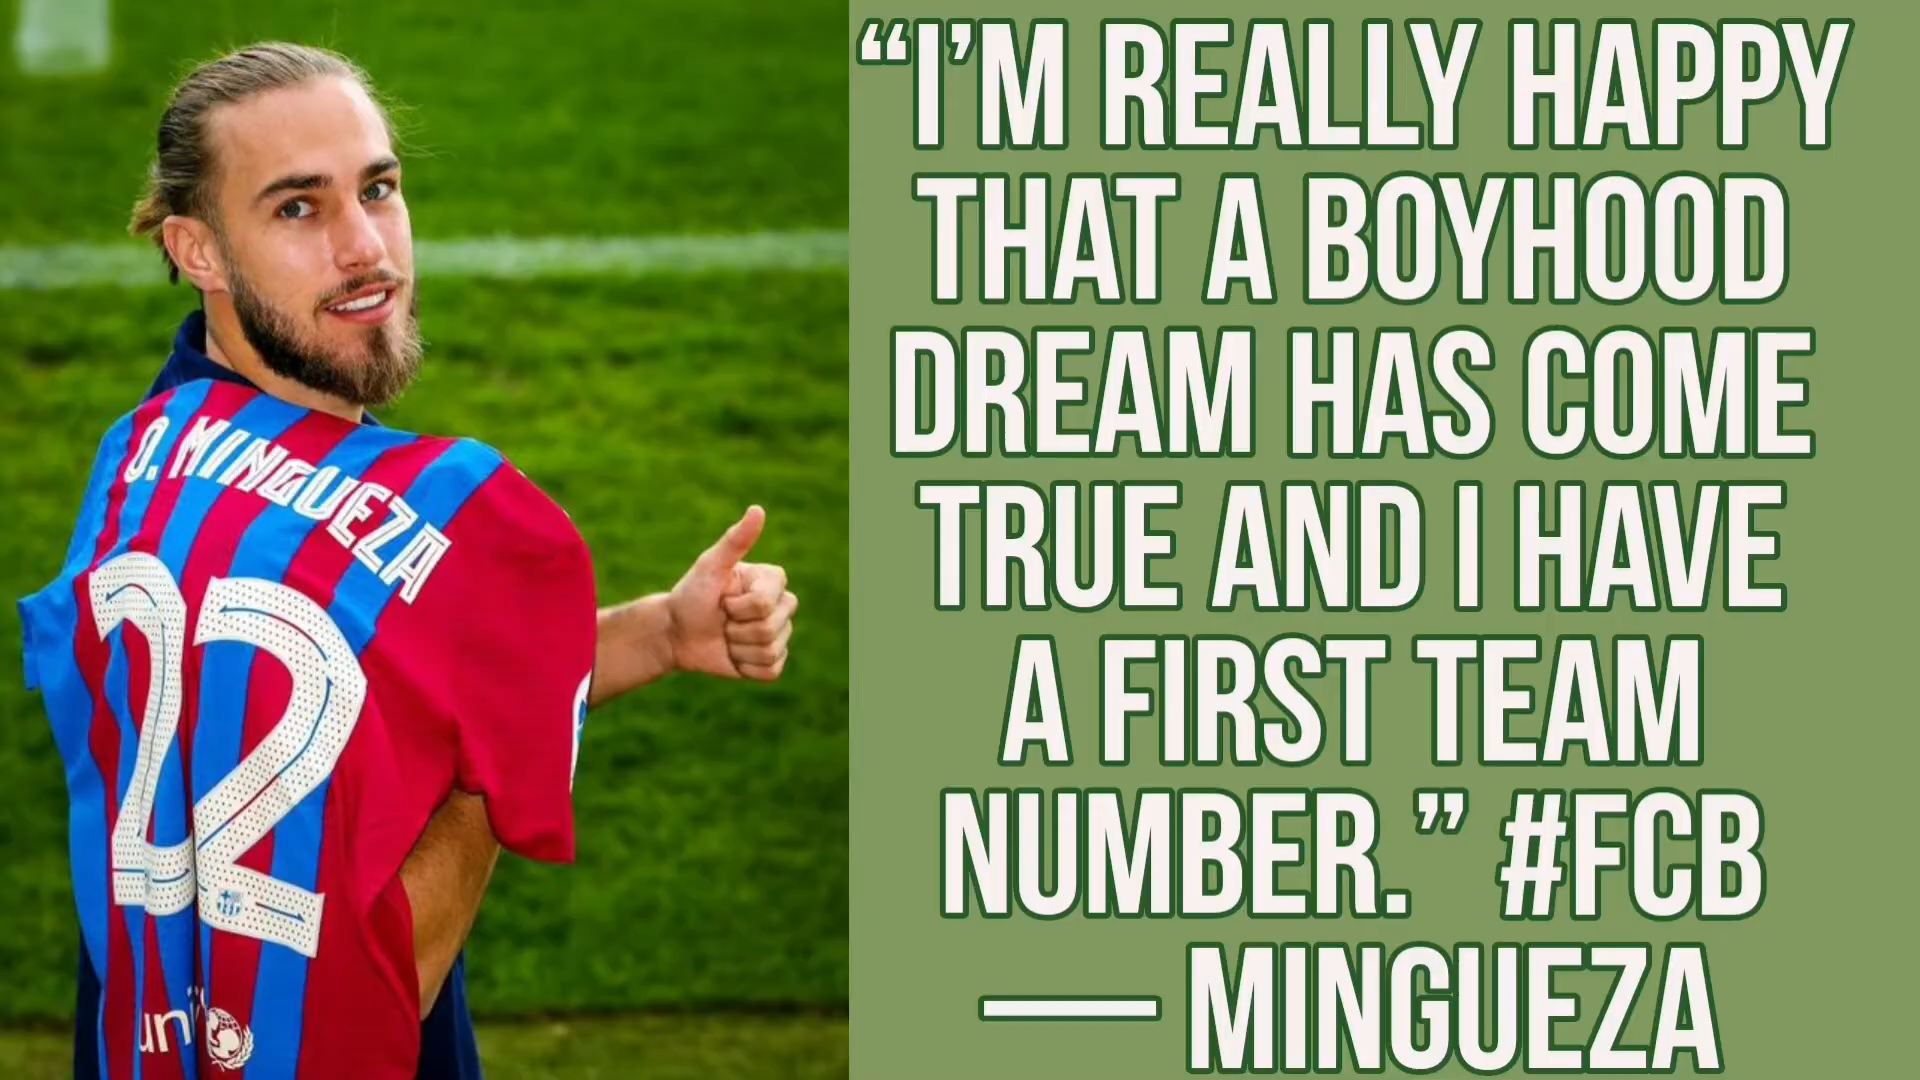 “I’M REALLY HAPPY
THAT A BOYHOOD
DREAM HAS COME
TRUE AND I HAVE
A FIRST TEAM
NUMBER.” #FCB
— MINGUEZA
O. MINGUEZA
22